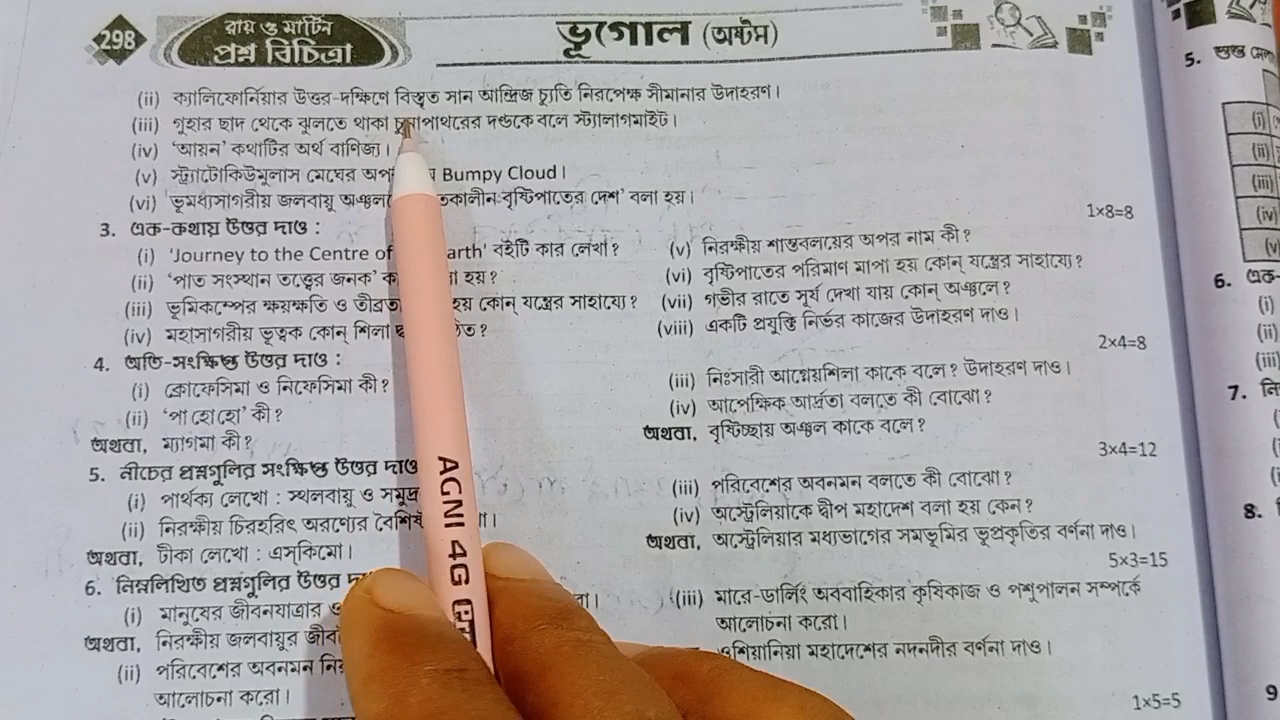 298
রায় ও মার্টিন
প্রশ্ন বিচিত্রা
ভূগোল (অষ্টম)
(ii) ক্যালিফোর্নিয়ার উত্তর-দক্ষিণে বিস্তৃত সান আন্দ্রিজ চ্যুতি নিরপেক্ষ সীমানার উদাহরণ।
(iii) গুহার ছাদ থেকে ঝুলতে থাকা চুনাপাথরের দণ্ডকে বলে স্ট্যালাগমাইট।
(iv) ‘আয়ন’ কথাটির অর্থ বাণিজ্য।
(v) স্ট্র্যাটোকিউমুলাস মেঘের Bumpy Cloud।
(vi) ‘ভূমধ্যসাগরীয় জলবায়ু বৃষ্টিপাতের দেশ’ বলা হয়।
3. এক-কথায় উত্তর দাও :
1×8=8
(i) ‘Journey to the Centre of বইটি কার লেখা?
(ii) ‘পাত সংস্থান তত্ত্বের জনক’ হয়?
(iii) ভূমিকম্পের ক্ষয়ক্ষতি ও হয় কোন্ যন্ত্রের সাহায্যে?
(iv) মহাসাগরীয় ভূত্বক কোন্ শিলা
(v) নিরক্ষীয় শান্তবলয়ের অপর নাম কী?
(vi) বৃষ্টিপাতের পরিমাণ মাপা হয় কোন্ যন্ত্রের সাহায্যে?
(vii) গভীর রাতে সূর্য দেখা যায় কোন্ অঞ্চলে?
(viii) একটি প্রযুক্তি নির্ভর কাজের উদাহরণ দাও।
4. অতি-সংক্ষিপ্ত উত্তর দাও :
2×4=8
(i) ক্রোফেসিমা ও নিফেসিমা কী?
(ii) ‘পা হো হো’ কী?
অথবা, ম্যাগমা কী?
(iii) নিঃসারী আগ্নেয়শিলা কাকে বলে? উদাহরণ দাও।
(iv) আপেক্ষিক আর্দ্রতা বলতে কী বোঝো?
অথবা, বৃষ্টিচ্ছায় অঞ্চল কাকে বলে?
5. নীচের প্রশ্নগুলির সংক্ষিপ্ত উত্তর দাও
3×4=12
(i) পার্থক্য লেখো : স্থলবায়ু ও
(ii) নিরক্ষীয় চিরহরিৎ অরণ্যের
অথবা, টীকা লেখো : এস্কিমো।
(iii) পরিবেশের অবনমন বলতে কী বোঝো?
(iv) অস্ট্রেলিয়াকে দ্বীপ মহাদেশ বলা হয় কেন?
অথবা, অস্ট্রেলিয়ার মধ্যভাগের সমভূমির ভূপ্রকৃতির বর্ণনা দাও।
6. নিম্নলিখিত প্রশ্নগুলির উত্তর
5×3=15
(i) মানুষের জীবনযাত্রার
অথবা, নিরক্ষীয় জলবায়ুর
(ii) পরিবেশের অবনমন
আলোচনা করো।
(iii) মারে-ডার্লিং অববাহিকার কৃষিকাজ ও পশুপালন সম্পর্কে
আলোচনা করো।
ওশিয়ানিয়া মহাদেশের নদনদীর বর্ণনা দাও।
1×5=5
AGNI 4G
5. স্তম্ভ
(i)
(ii)
(iii)
(iv)
6. এক-
(i)
(ii)
(iii)
7.
8.
9